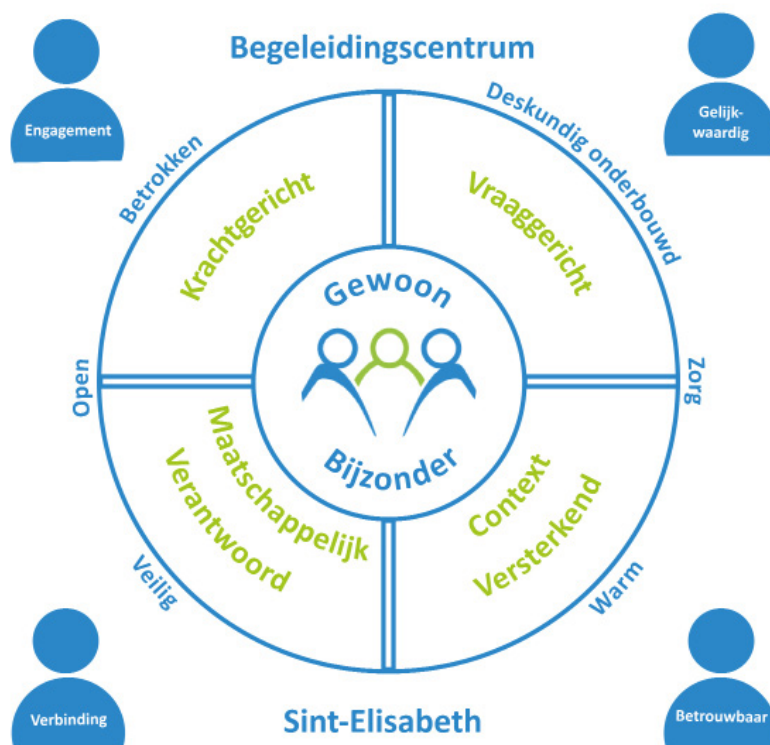 Begeleidingscentrum
Engagement
Gelijk-
waardig
Betrokken
Deskundig onderbouwd
Krachtgericht
Vraaggericht
Gewoon
Bijzonder
Open
Zorg
Maatschappelijk
Verantwoord
Context
Versterkend
Veilig
Warm
Verbinding
Sint-Elisabeth
Betrouwbaar